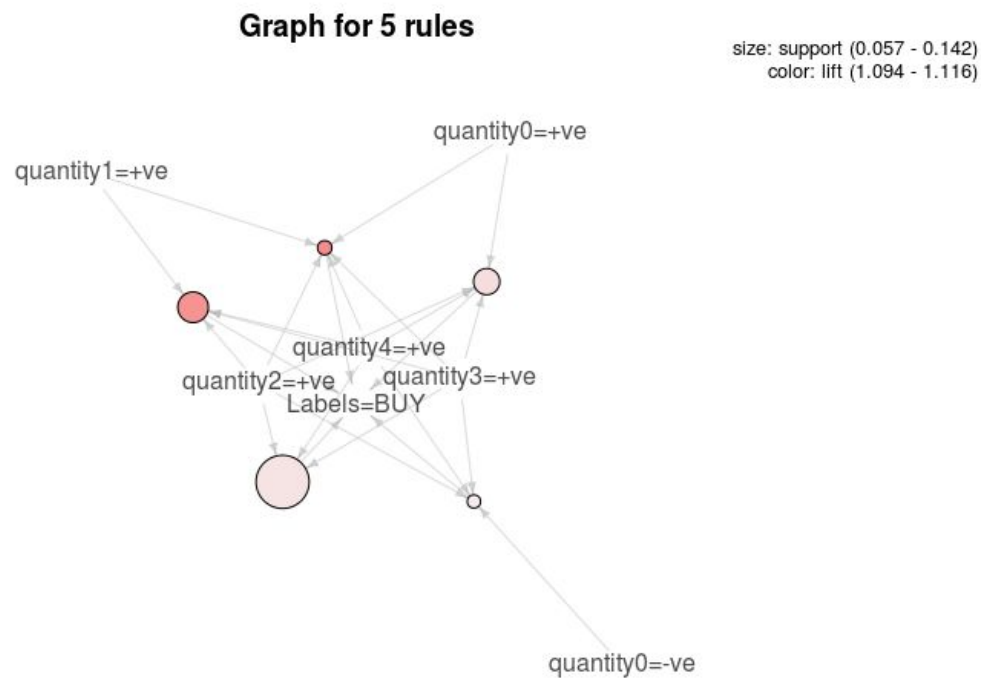 Graph for 5 rules
size: support (0.057 - 0.142)
color: lift (1.094 - 1.116)
quantity0=+ve
quantity1=+ve
quantity4=+ve
quantity2=+ve
quantity3=+ve
Labels=BUY
quantity0=-ve